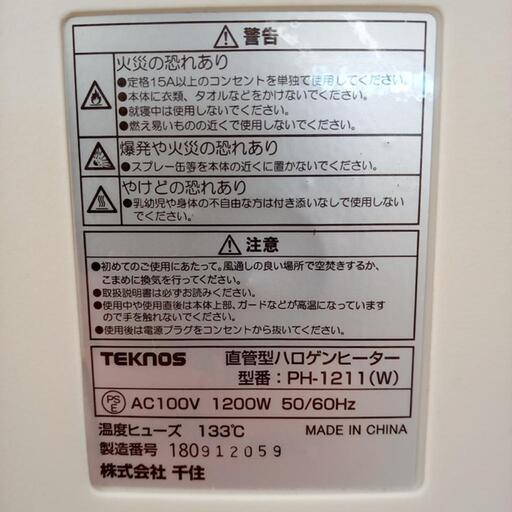 警告
火災の恐れあり
●定格15A以上のコンセントを単独で使用してください。
●本体に衣類、タオルなどをかけないでください。
●就寝中は使用しないでください。
●燃え易いものの近くで使用しないでください。
爆発や火災の恐れあり
●スプレー缶等を本体の近くに置かないでください。
やけどの恐れあり
●乳幼児や身体の不自由な方は付き添いなしで使用しない
でください。
注意
●初めてのご使用にあたって。風通しの良い場所で空焚きするか、
こまめに換気を行ってください。
●取扱説明書は必ずお読みください。
●使用中や使用直後は本体上部、ガードなどが高温になっています
ので手を触れないでください。
●使用後は電源プラグをコンセントから抜いてください。
TEKNOS 直管型ハロゲンヒーター
型番：PH-1211(W)
PSE AC100V 1200W 50/60Hz
温度ヒューズ 133℃ MADE IN CHINA
製造番号 180912059
株式会社 千住